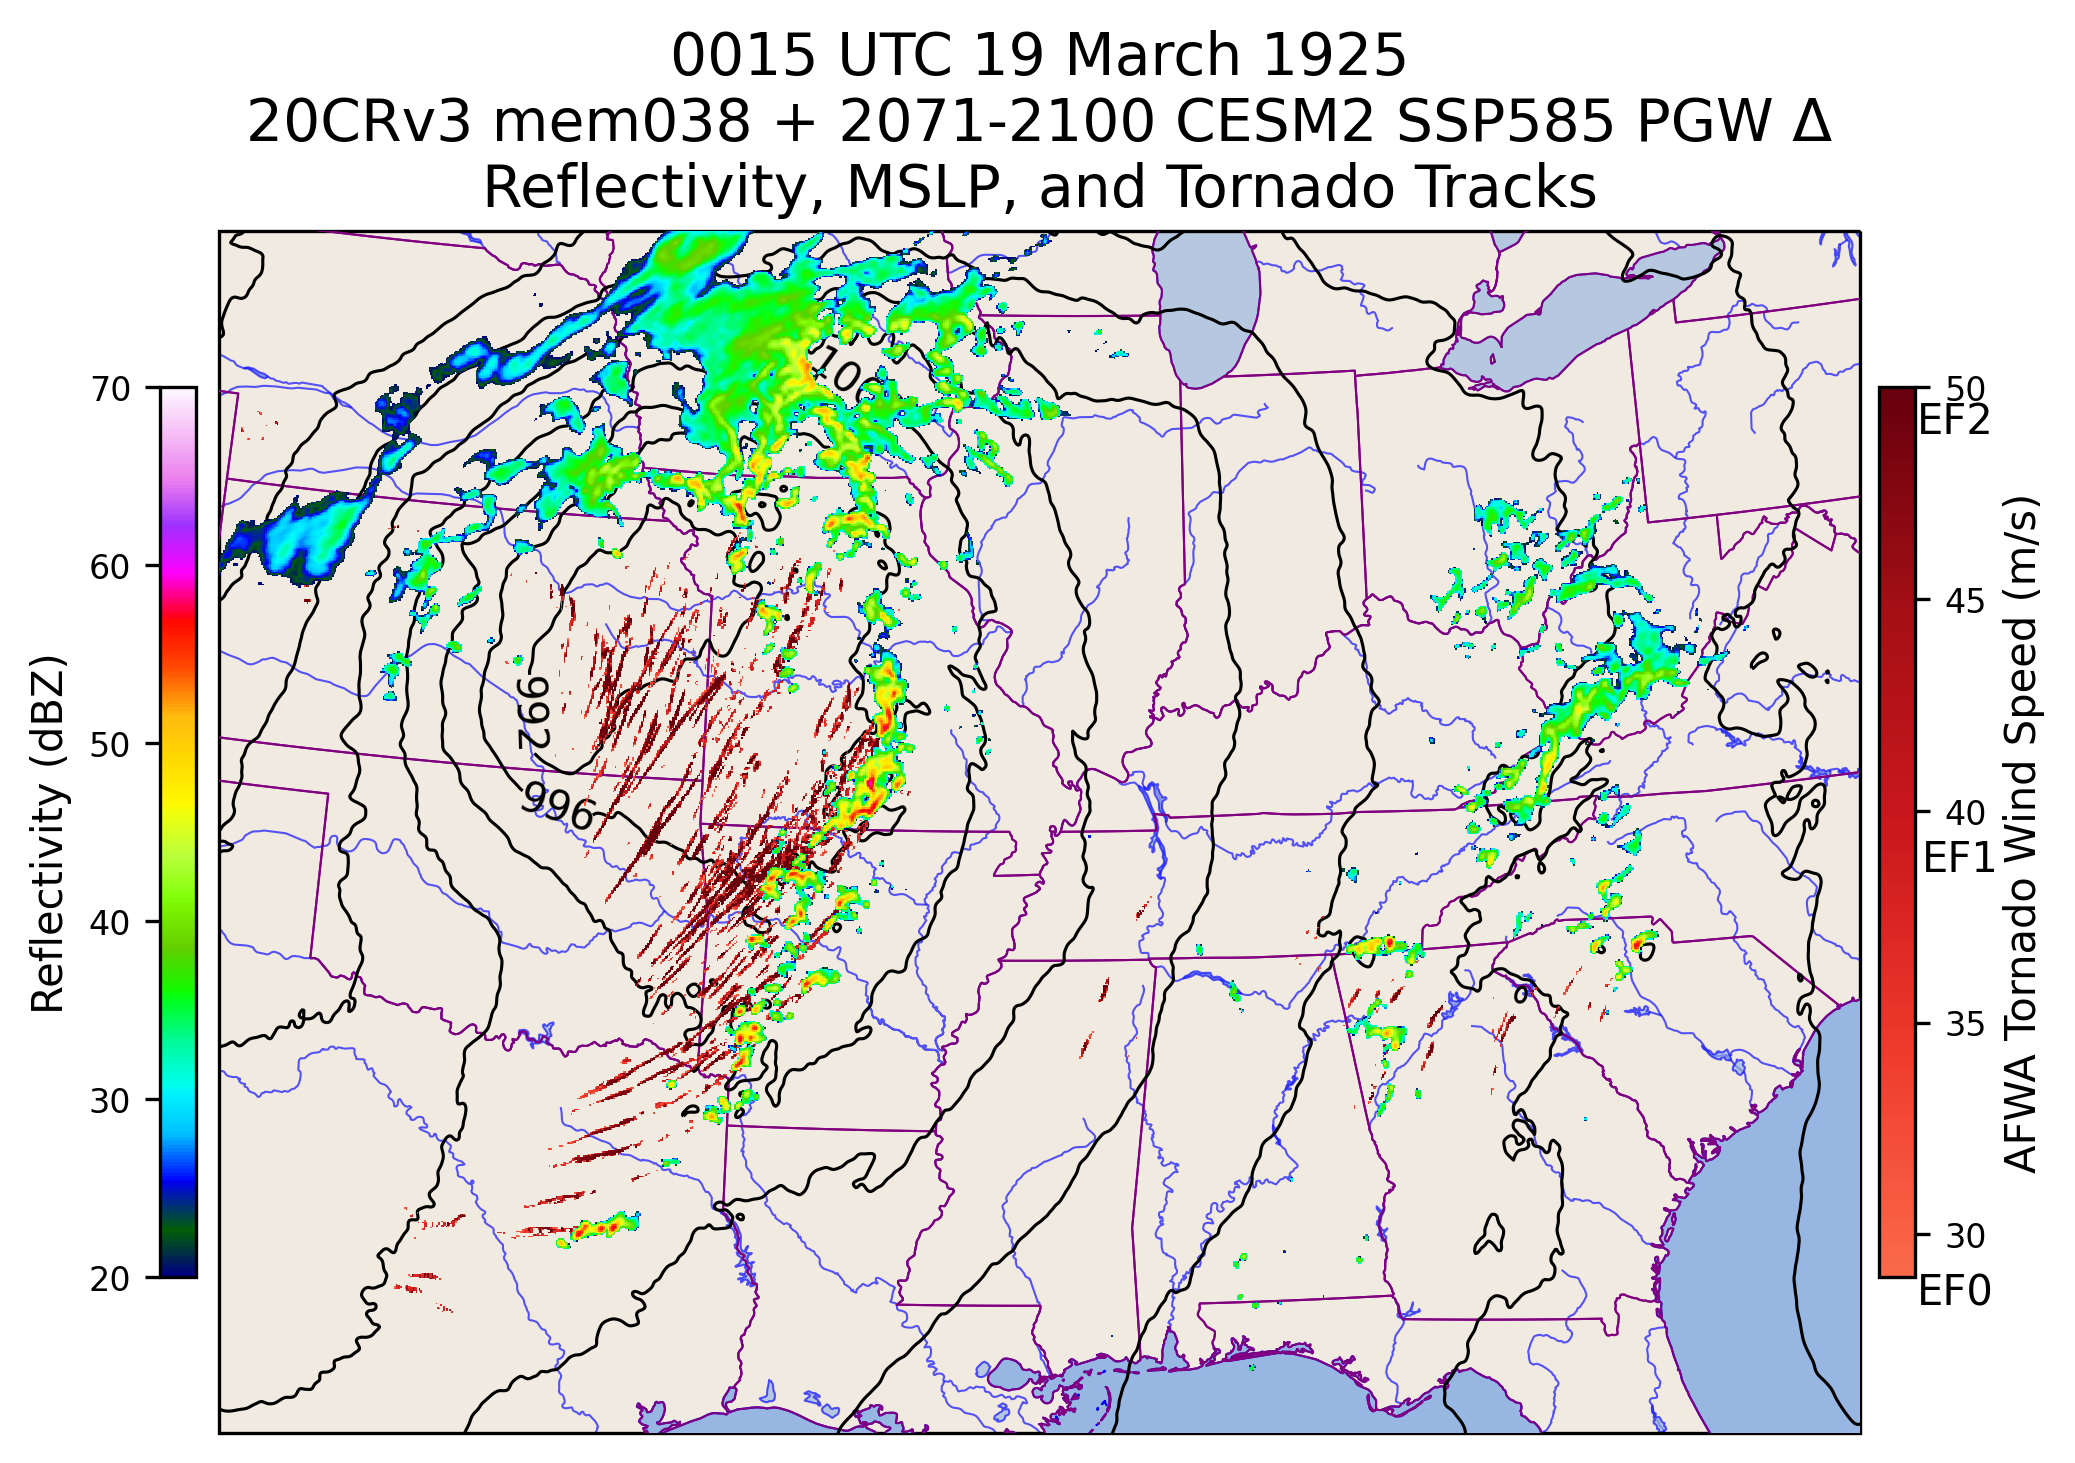 0015 UTC 19 March 1925
20CRv3 mem038 + 2071-2100 CESM2 SSP585 PGW Δ
Reflectivity, MSLP, and Tornado Tracks
Reflectivity (dBZ)
70
60
50
40
30
20
992
996
50
EF2
45
40
EF1
35
30
EF0
AFWA Tornado Wind Speed (m/s)